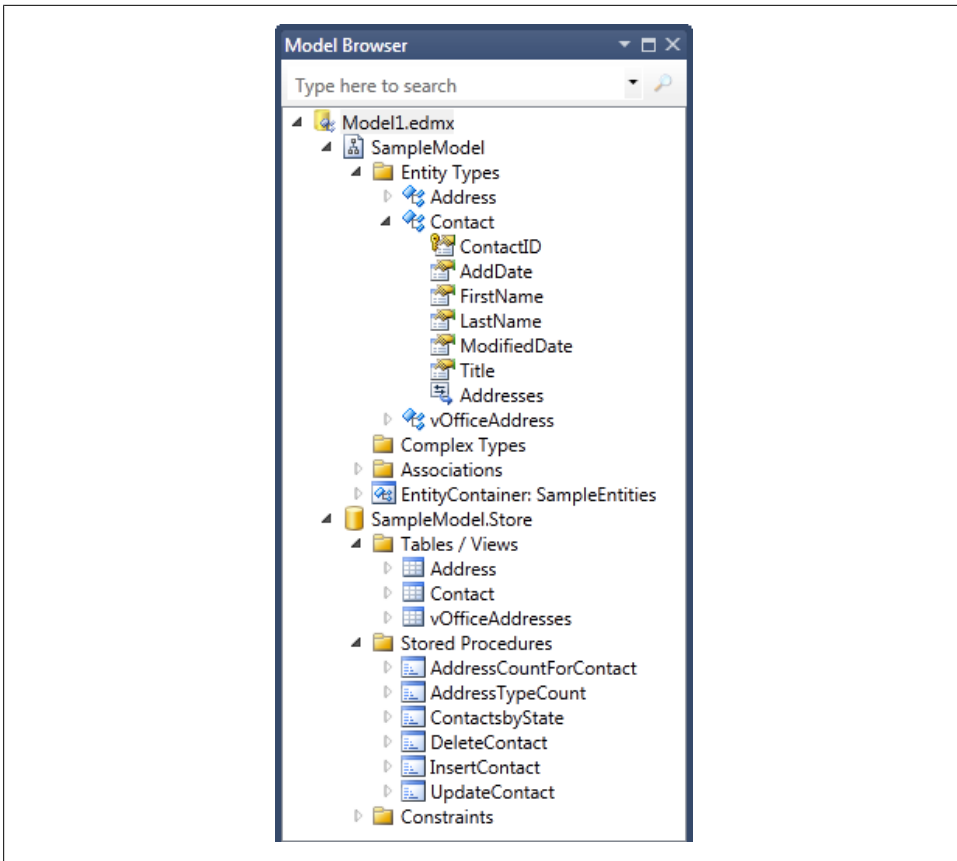 Model Browser
Type here to search
Model1.edmx
SampleModel
Entity Types
Address
Contact
ContactID
AddDate
FirstName
LastName
ModifiedDate
Title
Addresses
vOfficeAddress
Complex Types
Associations
EntityContainer: SampleEntities
SampleModel.Store
Tables / Views
Address
Contact
vOfficeAddresses
Stored Procedures
AddressCountForContact
AddressTypeCount
ContactsbyState
DeleteContact
InsertContact
UpdateContact
Constraints